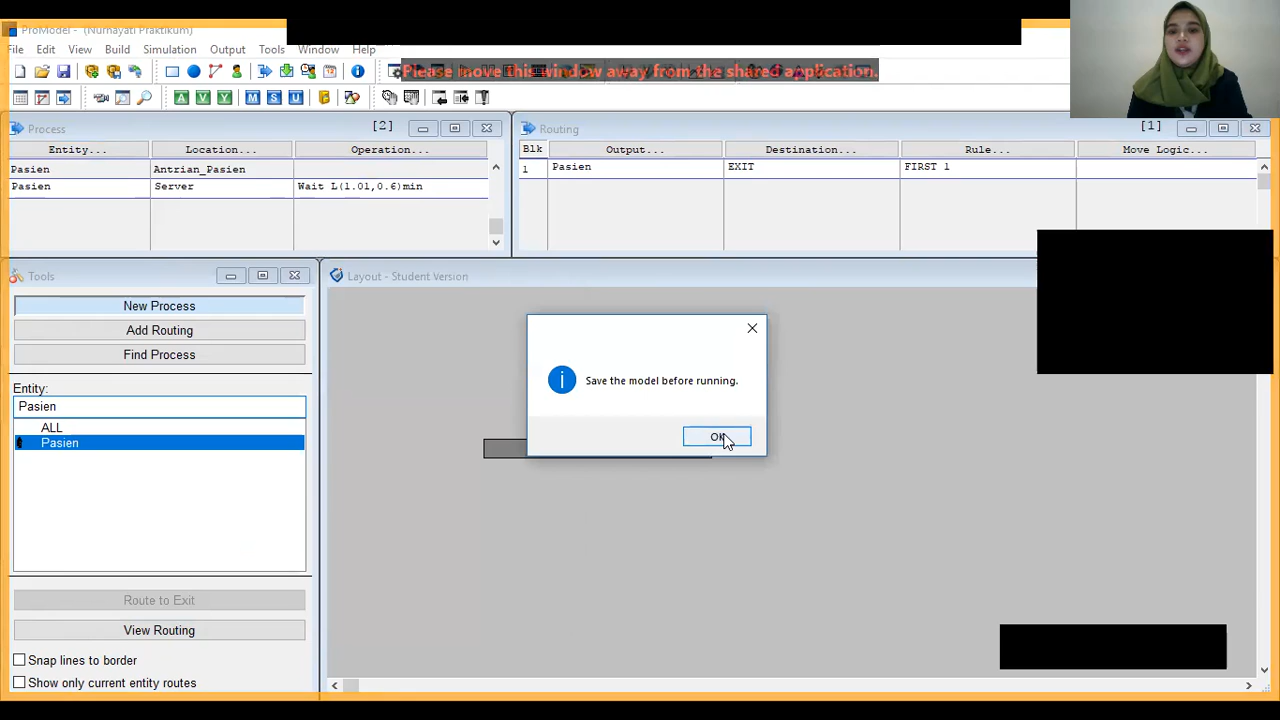 ProModel - (Nurhayati Praktikum)
File Edit View Build Simulation Output Tools Window Help
Please move this window away from the shared application.
Process [2]
Entity... Location... Operation...
Pasien Antrian_Pasien
Pasien Server Wait L(1.01,0.6)min
Routing [1]
Blk Output... Destination... Rule... Move Logic...
1 Pasien EXIT FIRST 1
Tools
New Process
Add Routing
Find Process
Entity:
Pasien
ALL
Pasien
Route to Exit
View Routing
Snap lines to border
Show only current entity routes
Layout - Student Version
Save the model before running.
OK